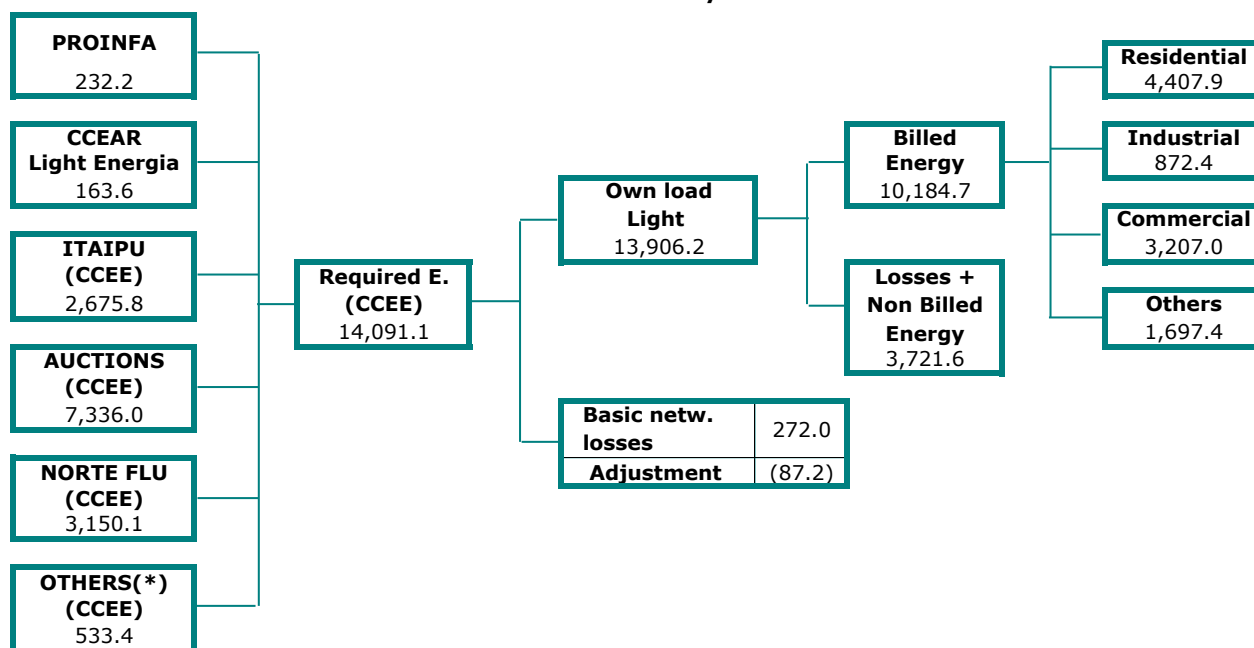 PROINFA
232.2
CCEAR
Light Energia
163.6
ITAIPU
(CCEE)
2,675.8
AUCTIONS
(CCEE)
7,336.0
NORTE FLU
(CCEE)
3,150.1
OTHERS(*)
(CCEE)
533.4
Required E.
(CCEE)
14,091.1
Own load
Light
13,906.2
Basic netw.
losses
272.0
Adjustment
(87.2)
Billed
Energy
10,184.7
Losses +
Non Billed
Energy
3,721.6
Residential
4,407.9
Industrial
872.4
Commercial
3,207.0
Others
1,697.4